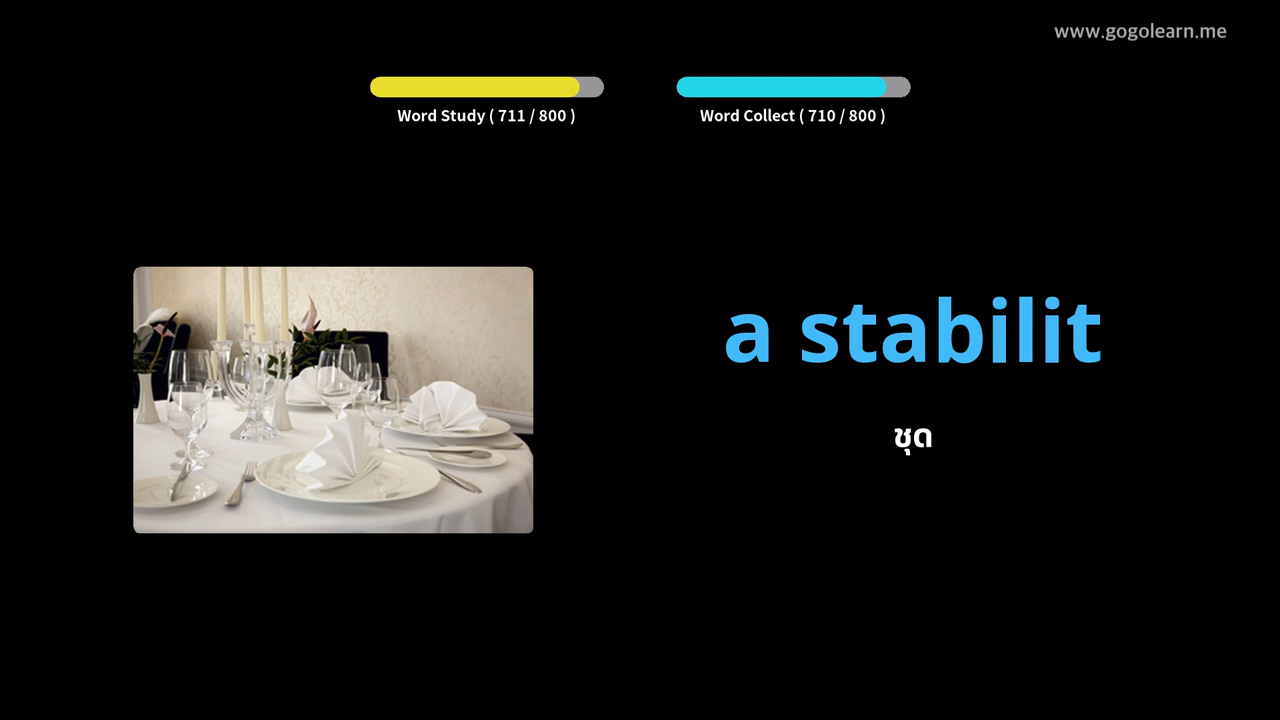 www.gogolearn.me
Word Study ( 711 / 800 )
Word Collect ( 710 / 800 )
a stabilit
ชุด